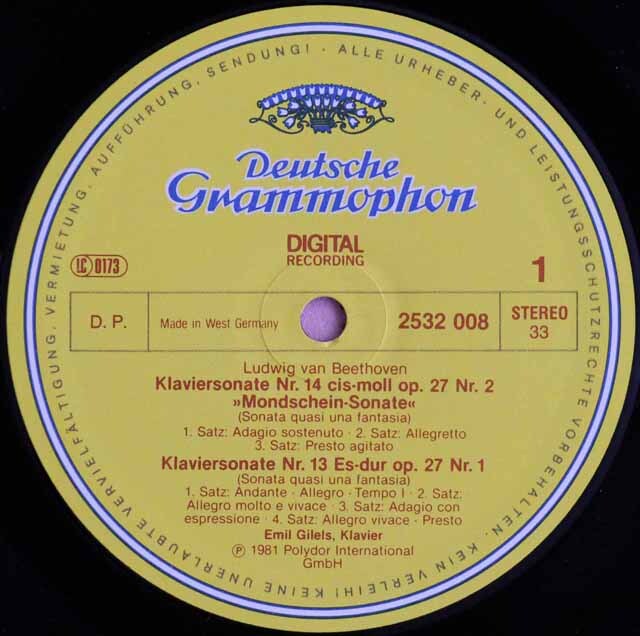 ALLE URHEBER- UND LEISTUNGSSCHUTZRECHTE VORBEHALTEN. KEIN VERLEIH! KEINE UNERLAUBTE VERVIELFÄLTIGUNG, VERMIETUNG, AUFFÜHRUNG, SENDUNG! ·
Deutsche
Grammophon
DIGITAL
RECORDING
LC 0173
1
D. P.
Made in West Germany
2532 008
STEREO
33
Ludwig van Beethoven
Klaviersonate Nr. 14 cis-moll op. 27 Nr. 2
»Mondschein-Sonate«
(Sonata quasi una fantasia)
1. Satz: Adagio sostenuto · 2. Satz: Allegretto
3. Satz: Presto agitato
Klaviersonate Nr. 13 Es-dur op. 27 Nr. 1
(Sonata quasi una fantasia)
1. Satz: Andante · Allegro · Tempo I · 2. Satz:
Allegro molto e vivace · 3. Satz: Adagio con
espressione · 4. Satz: Allegro vivace · Presto
Emil Gilels, Klavier
℗ 1981 Polydor International
GmbH